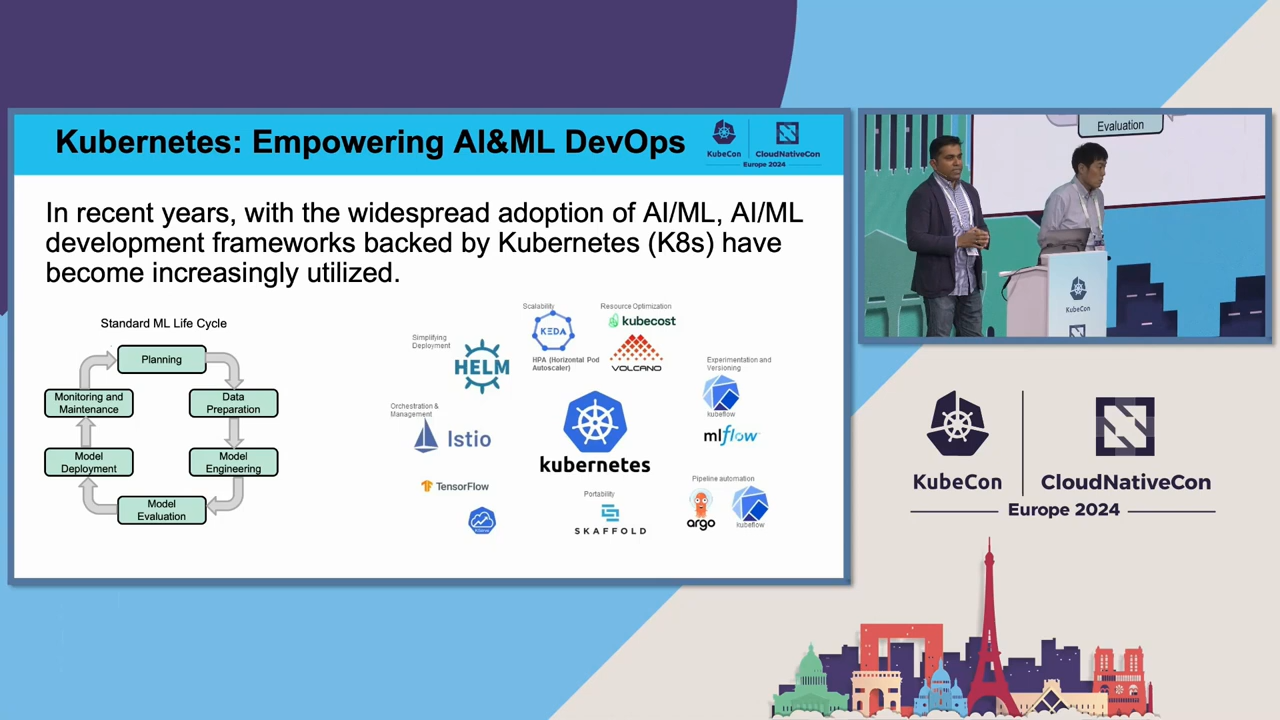 Kubernetes: Empowering AI&ML DevOps
KubeCon
CloudNativeCon
Europe 2024
In recent years, with the widespread adoption of AI/ML, AI/ML
development frameworks backed by Kubernetes (K8s) have
become increasingly utilized.
Standard ML Life Cycle
Planning
Monitoring and
Maintenance
Data
Preparation
Model
Deployment
Model
Engineering
Model
Evaluation
Scalability
KEDA
HPA (Horizontal Pod
Autoscaler)
Resource Optimization
kubecost
VOLCANO
Simplifying
Deployment
HELM
Experimentation and
Versioning
kubeflow
mlflow
Orchestration &
Management
Istio
kubernetes
TensorFlow
Portability
SKAFFOLD
Pipeline automation
argo
kubeflow
Evaluation
KubeCon
KubeCon
CloudNativeCon
Europe 2024